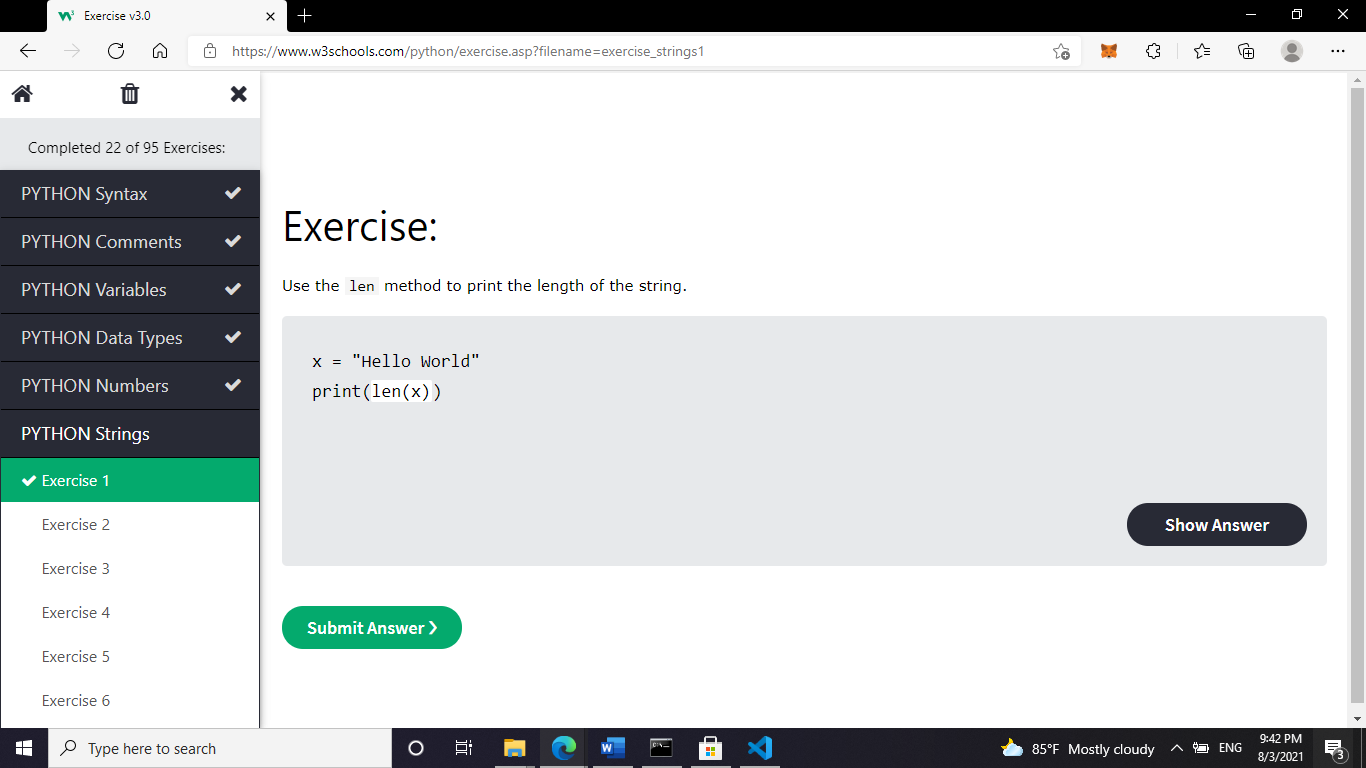 Exercise v3.0
https://www.w3schools.com/python/exercise.asp?filename=exercise_strings1
Completed 22 of 95 Exercises:
PYTHON Syntax
PYTHON Comments
PYTHON Variables
PYTHON Data Types
PYTHON Numbers
PYTHON Strings
Exercise 1
Exercise 2
Exercise 3
Exercise 4
Exercise 5
Exercise 6
Exercise:
Use the len method to print the length of the string.
x = "Hello World"
print(len(x))
Show Answer
Submit Answer ❯
Type here to search
85°F Mostly cloudy
ENG
9:42 PM
8/3/2021
3